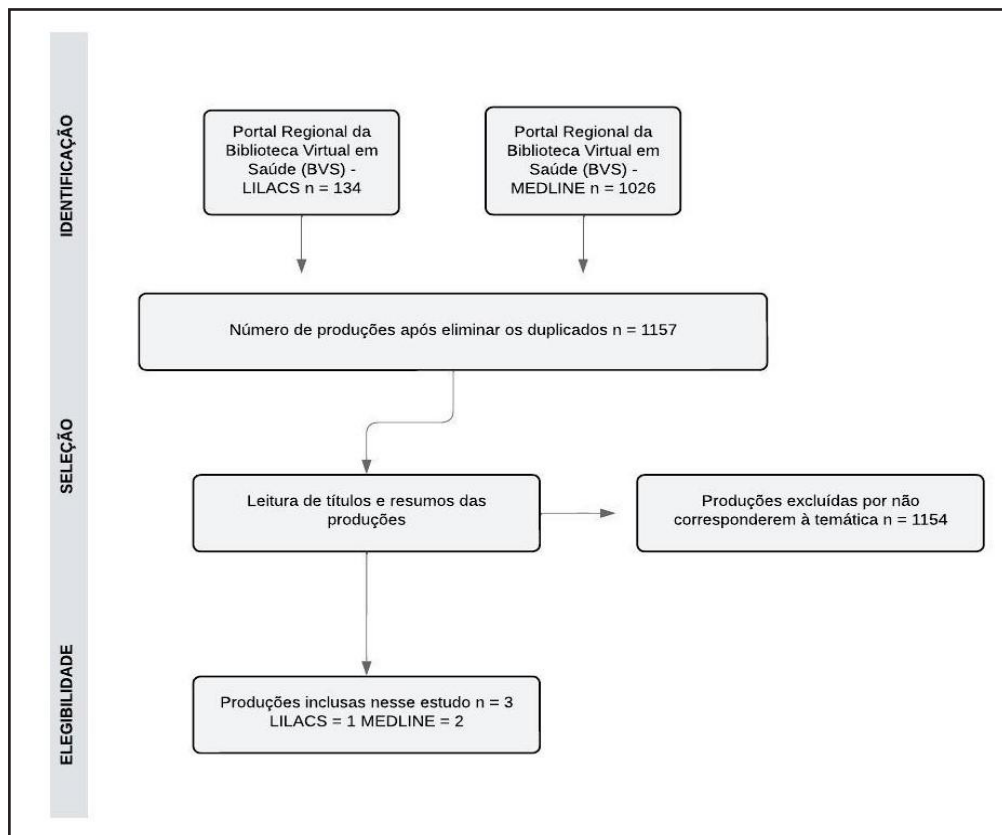 IDENTIFICAÇÃO
Portal Regional da
Biblioteca Virtual em
Saúde (BVS) -
LILACS n = 134
Portal Regional da
Biblioteca Virtual em
Saúde (BVS) -
MEDLINE n = 1026
Número de produções após eliminar os duplicados n = 1157
SELEÇÃO
Leitura de títulos e resumos das
produções
Produções excluídas por não
corresponderem à temática n = 1154
ELEGIBILIDADE
Produções inclusas nesse estudo n = 3
LILACS = 1 MEDLINE = 2